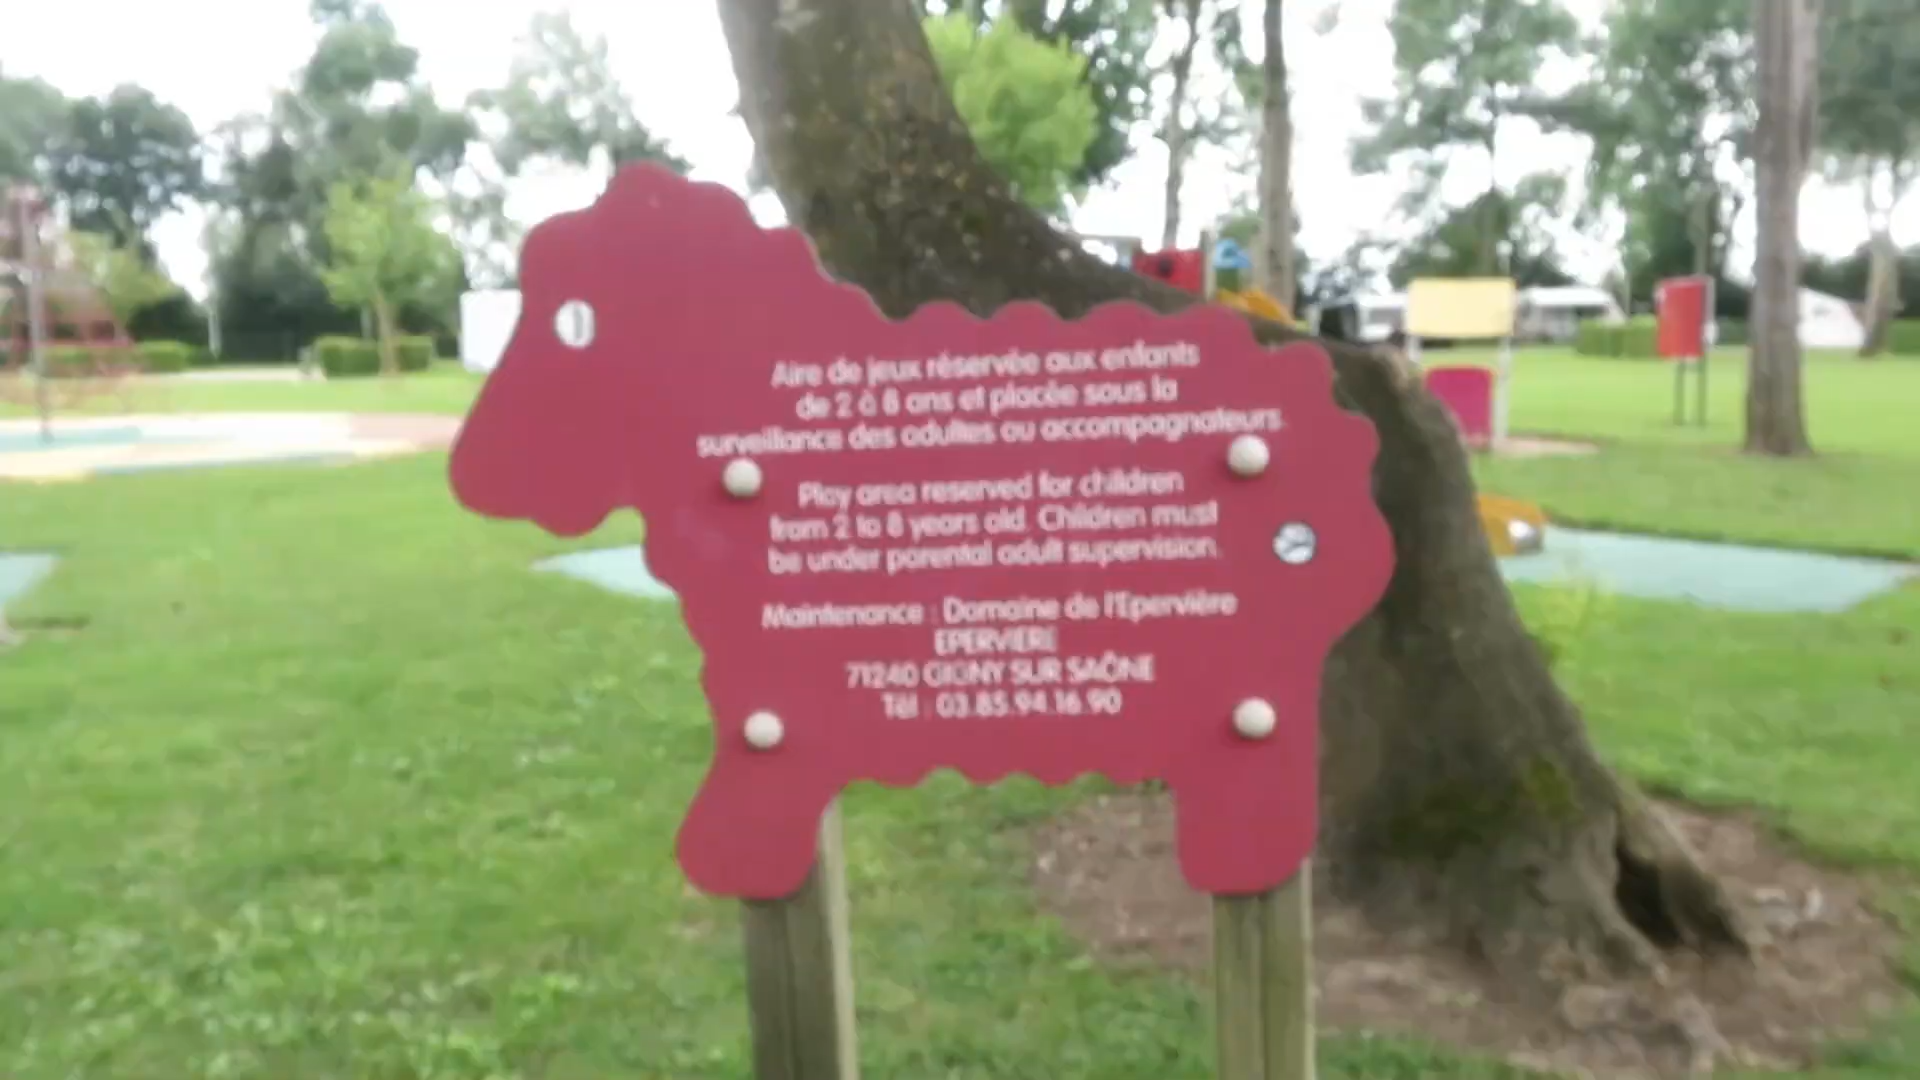 Aire de jeux réservée aux enfants
de 2 à 8 ans et placée sous la
surveillance des adultes ou accompagnateurs.
Play area reserved for children
from 2 to 8 years old. Children must
be under parental adult supervision.
Maintenance : Domaine de l'Epervière
EPERVIERE
71240 GIGNY SUR SAÔNE
Tél : 03.85.94.16.90